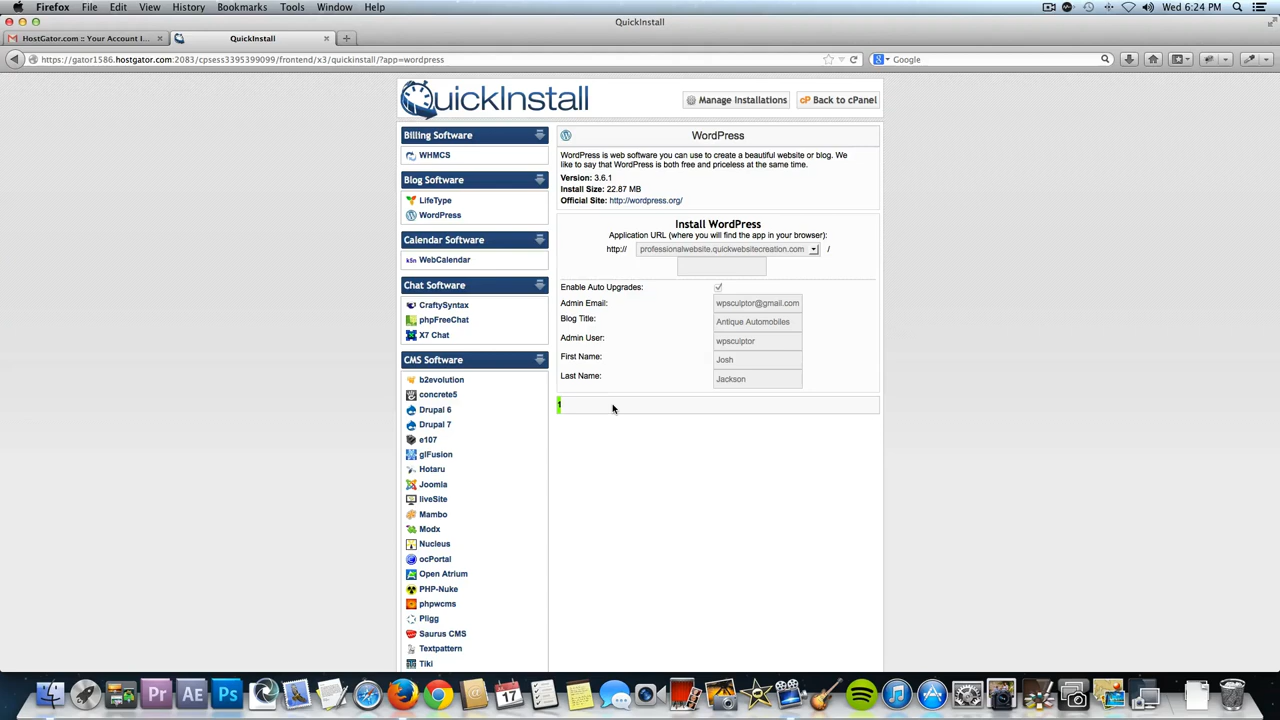 Firefox File Edit View History Bookmarks Tools Window Help Wed 6:24 PM
QuickInstall
HostGator.com :: Your Account I... QuickInstall
https://gator1586.hostgator.com:2083/cpsess3395399099/frontend/x3/quickinstall/?app=wordpress Google
QuickInstall Manage Installations cP Back to cPanel
Billing Software
WHMCS
Blog Software
LifeType
WordPress
Calendar Software
k5n WebCalendar
Chat Software
CraftySyntax
phpFreeChat
X7 Chat
CMS Software
b2evolution
concrete5
Drupal 6
Drupal 7
e107
glFusion
Hotaru
Joomla
liveSite
Mambo
Modx
Nucleus
ocPortal
Open Atrium
PHP-Nuke
phpwcms
Pligg
Saurus CMS
Textpattern
Tiki
WordPress
WordPress is web software you can use to create a beautiful website or blog. We
like to say that WordPress is both free and priceless at the same time.
Version: 3.6.1
Install Size: 22.87 MB
Official Site: http://wordpress.org/
Install WordPress
Application URL (where you will find the app in your browser):
http:// professionalwebsite.quickwebsitecreation.com /
Enable Auto Upgrades:
Admin Email: wpsculptor@gmail.com
Blog Title: Antique Automobiles
Admin User: wpsculptor
First Name: Josh
Last Name: Jackson
1
Pr AE Ps 17